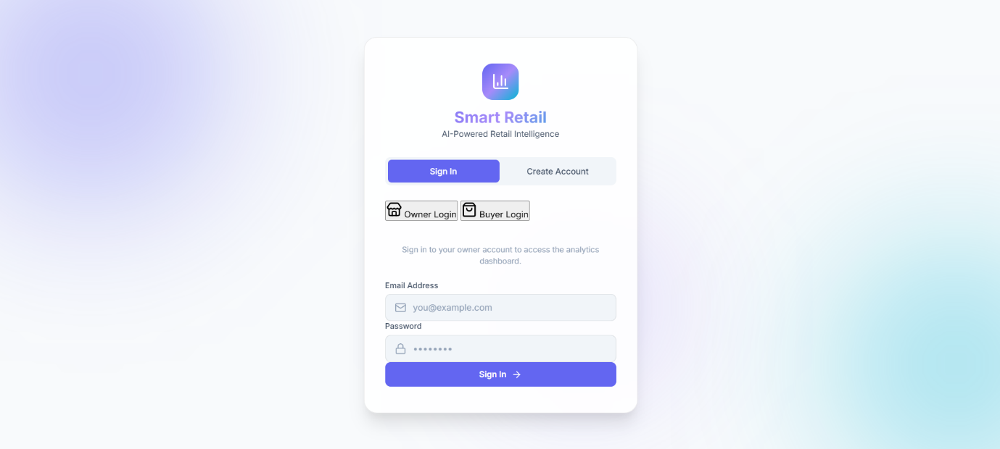 Smart Retail
AI-Powered Retail Intelligence
Sign In
Create Account
Owner Login
Buyer Login
Sign in to your owner account to access the analytics
dashboard.
Email Address
you@example.com
Password
••••••••
Sign In →